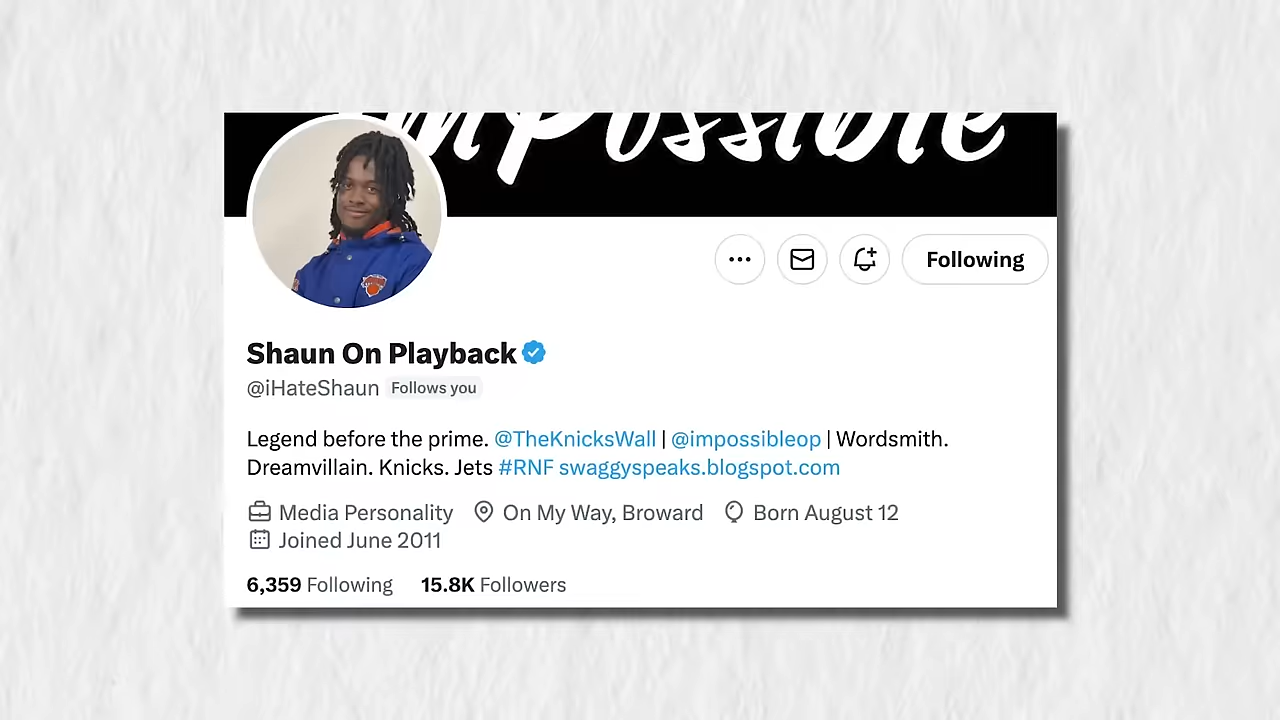 Impossible
Following
Shaun On Playback
@iHateShaun Follows you
Legend before the prime. @TheKnicksWall | @impossibleop | Wordsmith.
Dreamvillain. Knicks. Jets #RNF swaggyspeaks.blogspot.com
Media Personality On My Way, Broward Born August 12
Joined June 2011
6,359 Following 15.8K Followers